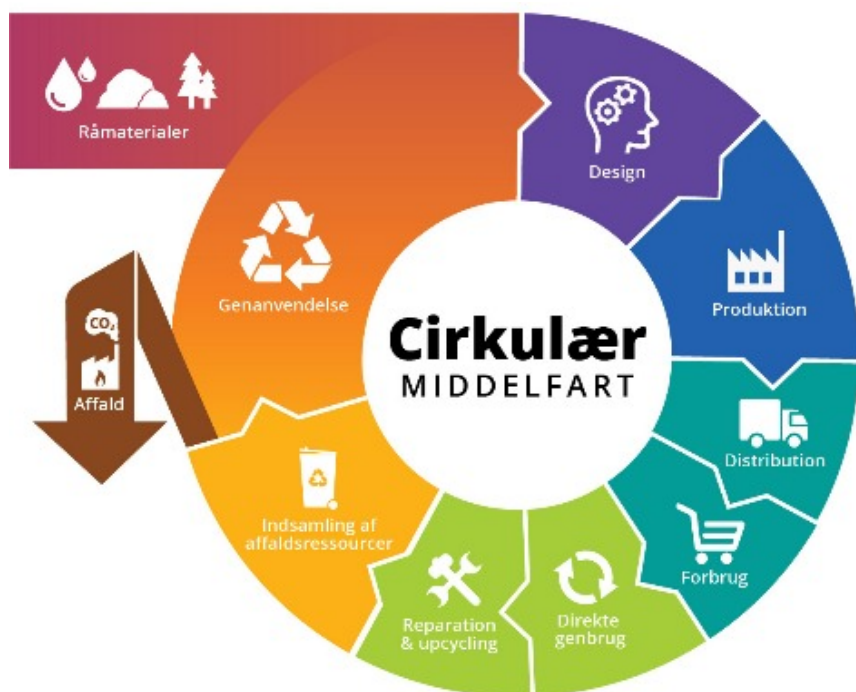 Råmaterialer
Design
Produktion
Distribution
Forbrug
Direkte
genbrug
Reparation
& upcycling
Indsamling af
affaldsressourcer
Genanvendelse
CO₂
Affald
Cirkulær
MIDDELFART